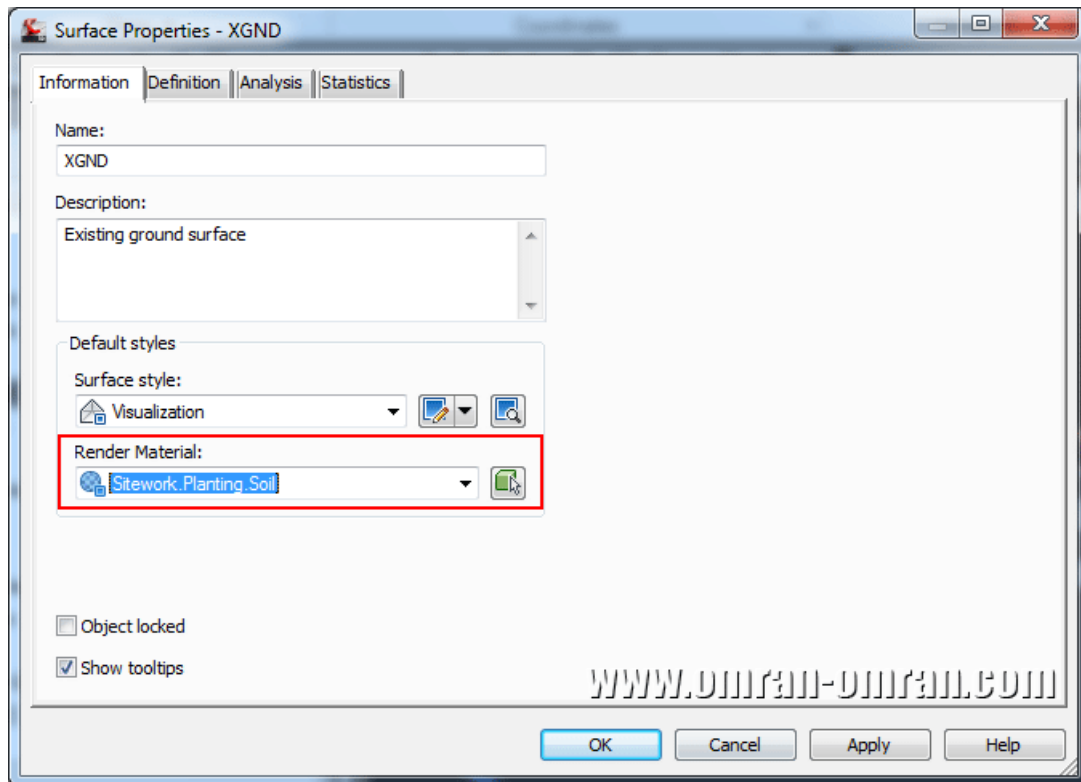 Surface Properties - XGND
Information Definition Analysis Statistics
Name:
XGND
Description:
Existing ground surface
Default styles
Surface style:
Visualization
Render Material:
Sitework.Planting.Soil
Object locked
Show tooltips
www.omran-omran.com
OK Cancel Apply Help